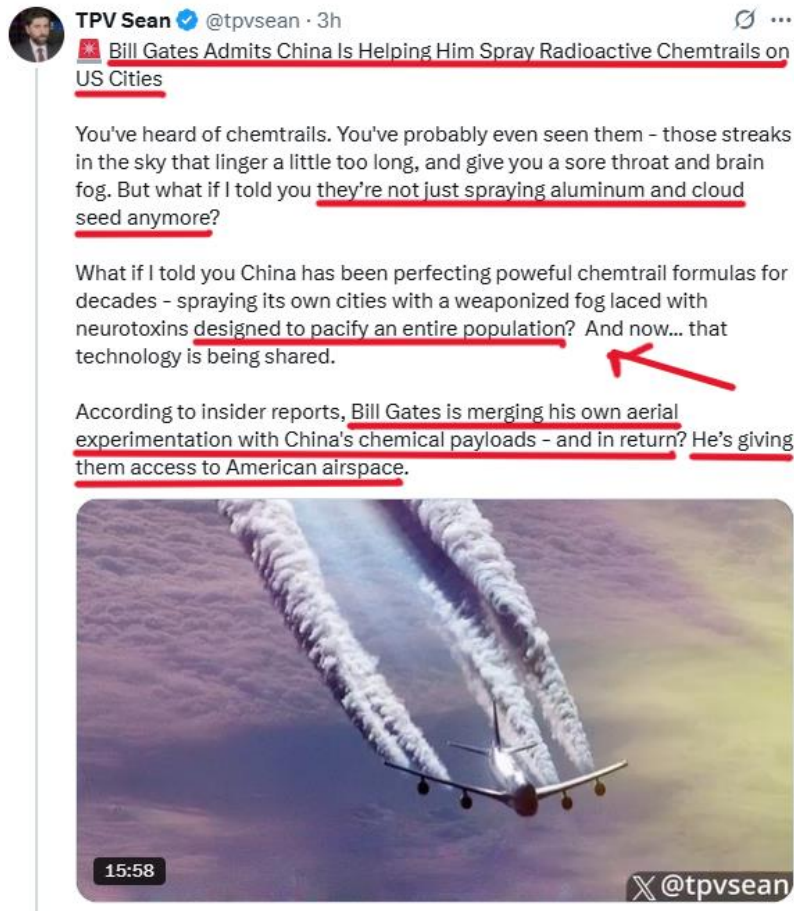 TPV Sean @tpvsean · 3h
Bill Gates Admits China Is Helping Him Spray Radioactive Chemtrails on
US Cities
You've heard of chemtrails. You've probably even seen them - those streaks
in the sky that linger a little too long, and give you a sore throat and brain
fog. But what if I told you they're not just spraying aluminum and cloud
seed anymore?
What if I told you China has been perfecting poweful chemtrail formulas for
decades - spraying its own cities with a weaponized fog laced with
neurotoxins designed to pacify an entire population? And now... that
technology is being shared.
According to insider reports, Bill Gates is merging his own aerial
experimentation with China's chemical payloads - and in return? He's giving
them access to American airspace.
15:58
X @tpvsean